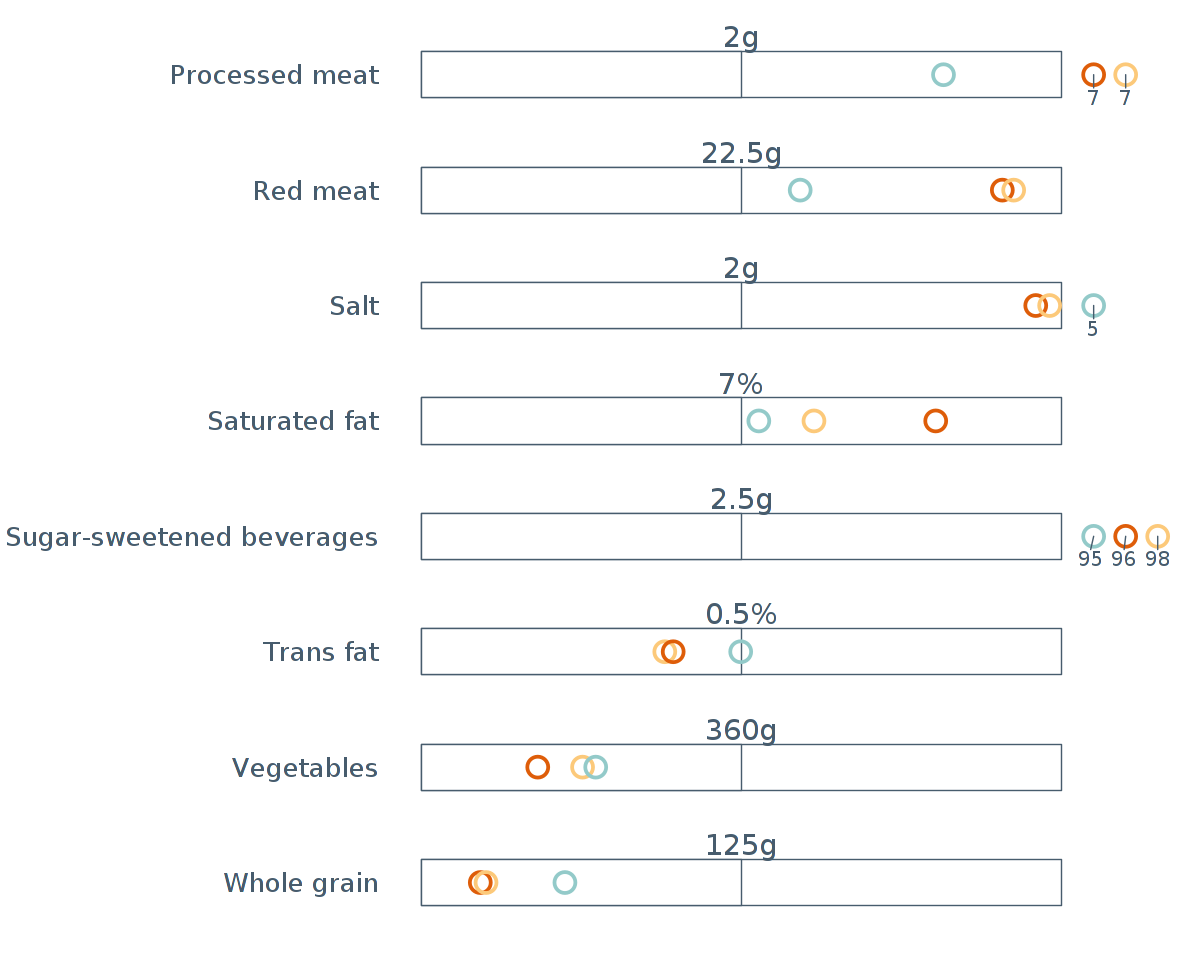 2g
Processed meat
7 7
22.5g
Red meat
2g
Salt
5
7%
Saturated fat
2.5g
Sugar-sweetened beverages
95 96 98
0.5%
Trans fat
360g
Vegetables
125g
Whole grain